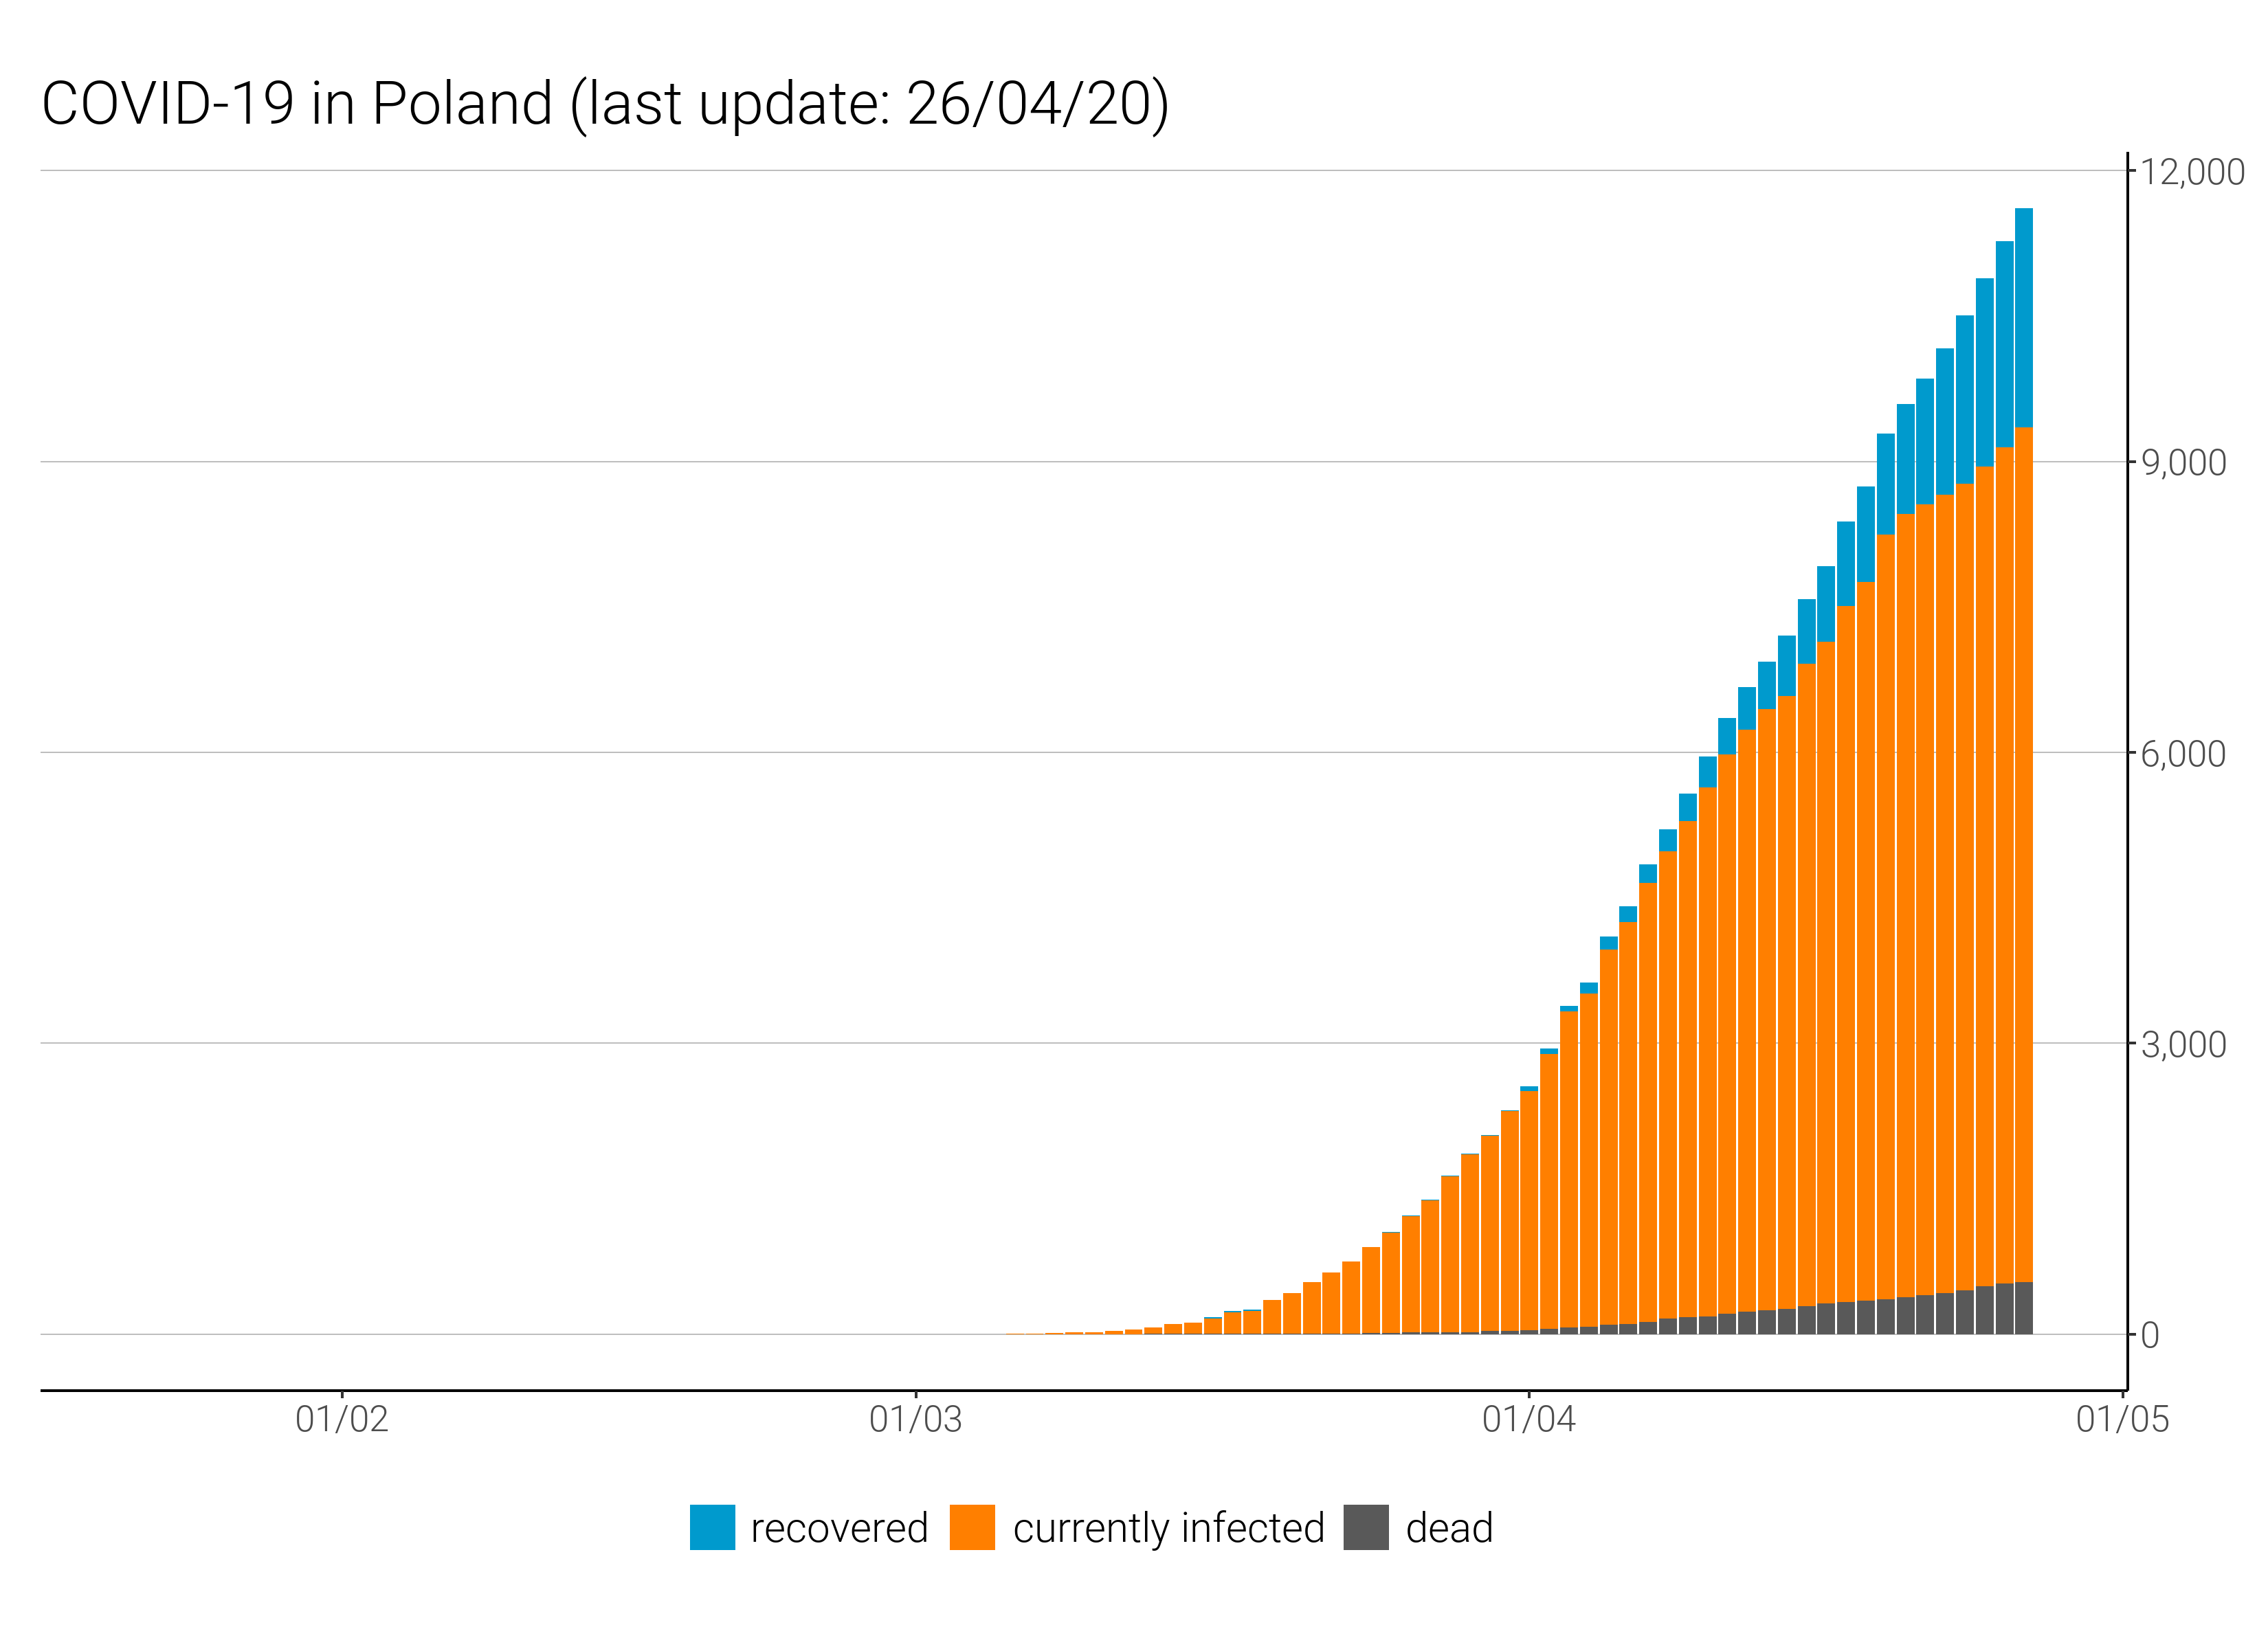 COVID-19 in Poland (last update: 26/04/20)
12,000
9,000
6,000
3,000
0
01/02 01/03 01/04 01/05
recovered currently infected dead